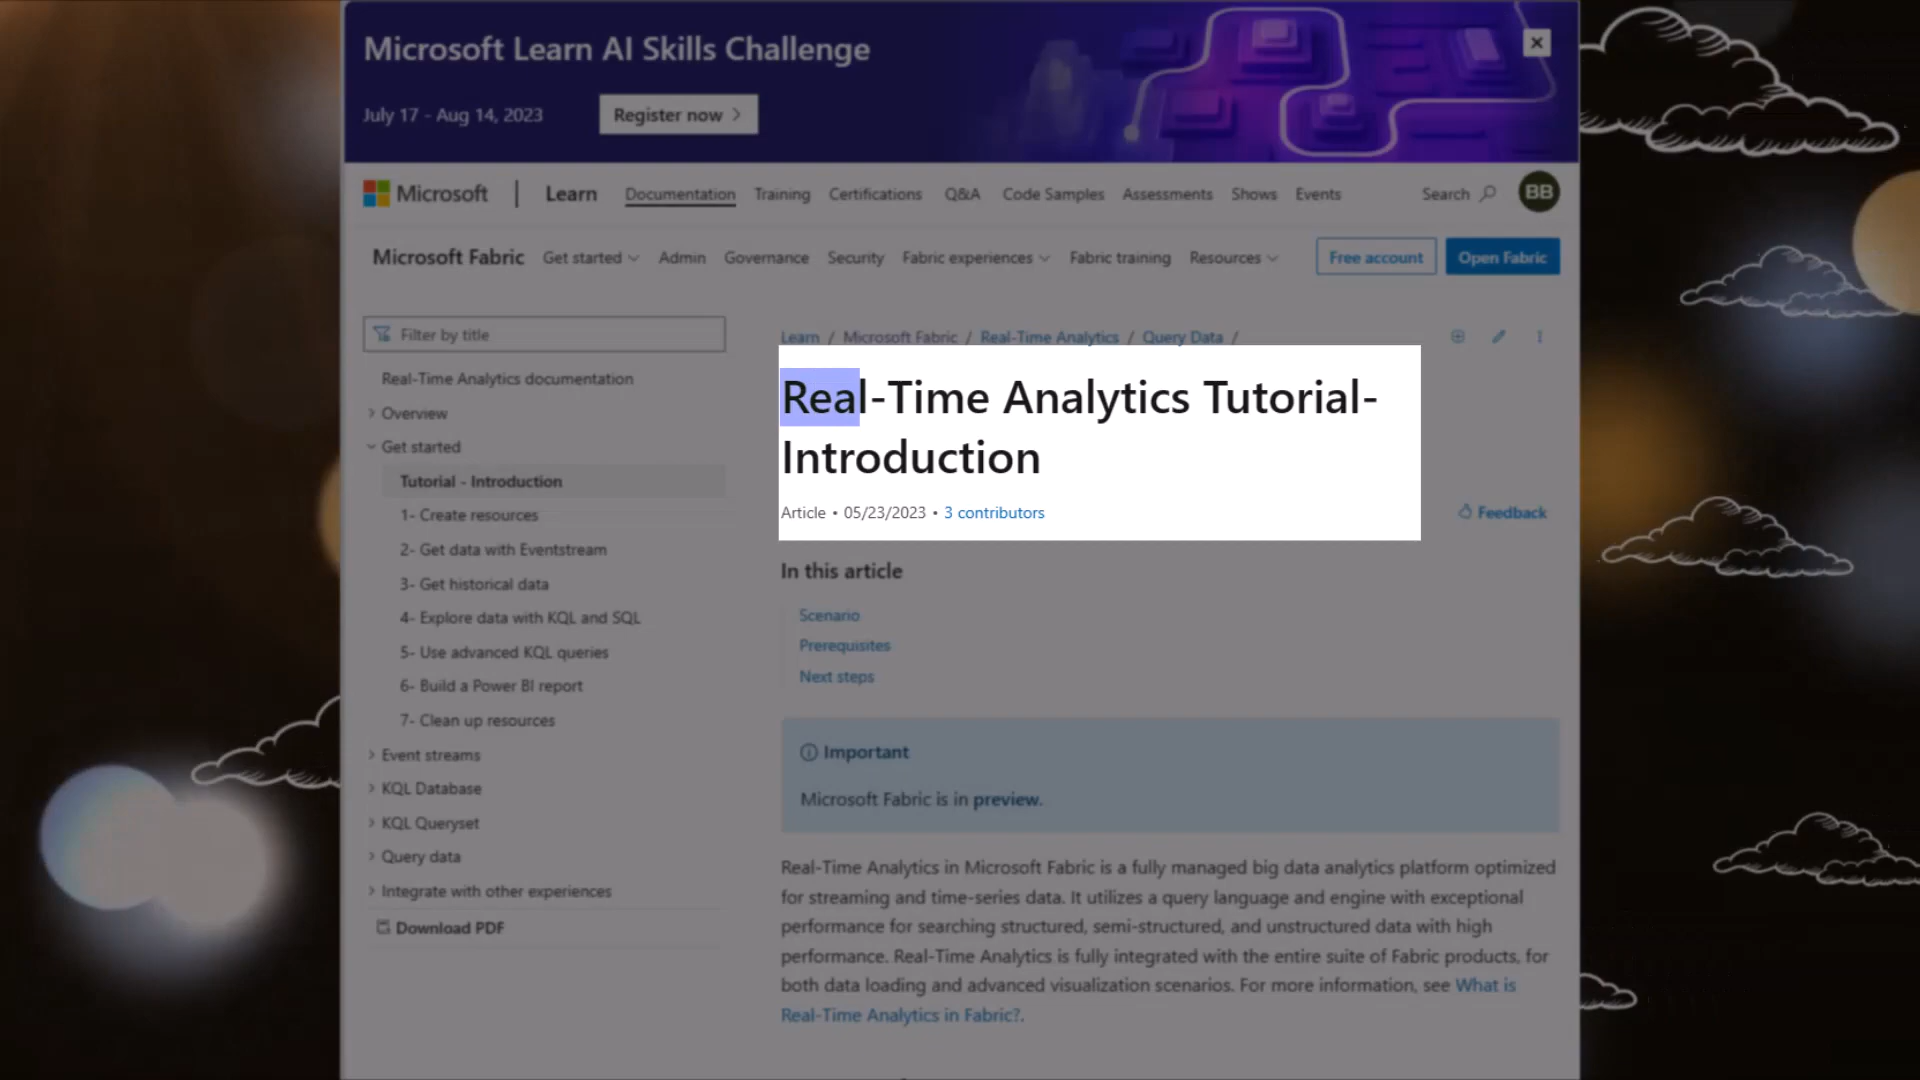 Microsoft Learn AI Skills Challenge
July 17 - Aug 14, 2023
Register now
Microsoft
Learn
Documentation
Training
Certifications
Q&A
Code Samples
Assessments
Shows
Events
Search
BB
Microsoft Fabric
Get started
Admin
Governance
Security
Fabric experiences
Fabric training
Resources
Free account
Open Fabric
Filter by title
Real-Time Analytics documentation
Overview
Get started
Tutorial - Introduction
1- Create resources
2- Get data with Eventstream
3- Get historical data
4- Explore data with KQL and SQL
5- Use advanced KQL queries
6- Build a Power BI report
7- Clean up resources
Event streams
KQL Database
KQL Queryset
Query data
Integrate with other experiences
Download PDF
Learn / Microsoft Fabric / Real-Time Analytics / Query Data /
Real-Time Analytics Tutorial-
Introduction
Article • 05/23/2023 • 3 contributors
Feedback
In this article
Scenario
Prerequisites
Next steps
Important
Microsoft Fabric is in preview.
Real-Time Analytics in Microsoft Fabric is a fully managed big data analytics platform optimized
for streaming and time-series data. It utilizes a query language and engine with exceptional
performance for searching structured, semi-structured, and unstructured data with high
performance. Real-Time Analytics is fully integrated with the entire suite of Fabric products, for
both data loading and advanced visualization scenarios. For more information, see What is
Real-Time Analytics in Fabric?.